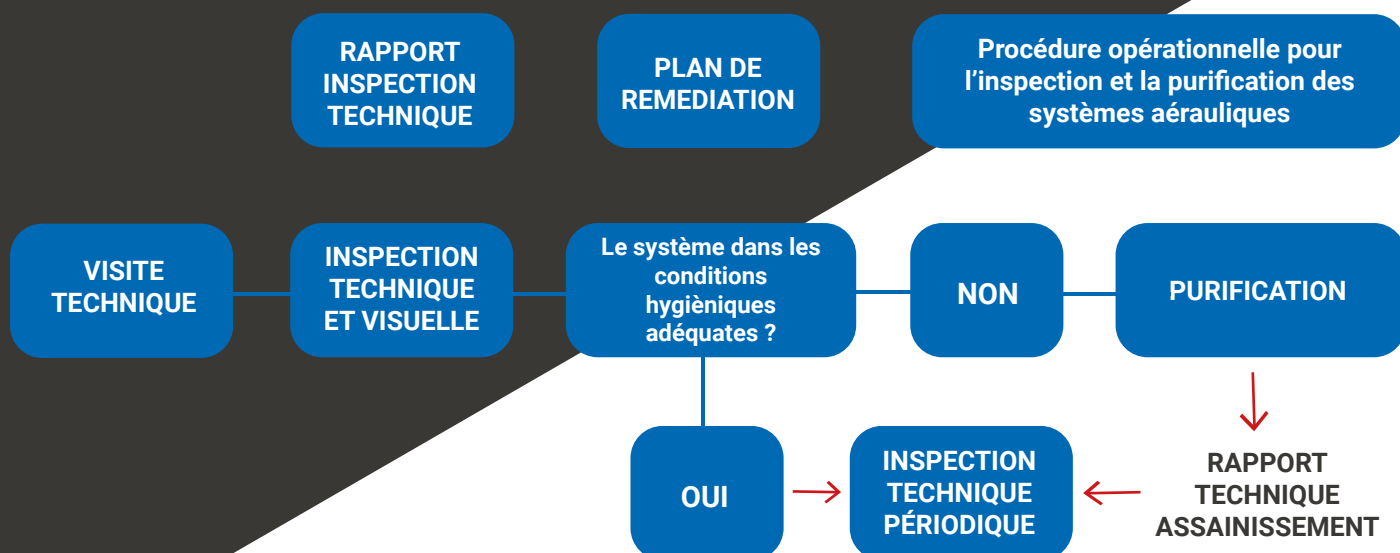 RAPPORT
INSPECTION
TECHNIQUE
PLAN DE
REMEDIATION
Procédure opérationnelle pour
l'inspection et la purification des
systèmes aérauliques
VISITE
TECHNIQUE
INSPECTION
TECHNIQUE
ET VISUELLE
Le système dans les
conditions
hygièniques
adéquates ?
NON
PURIFICATION
OUI
INSPECTION
TECHNIQUE
PÉRIODIQUE
RAPPORT
TECHNIQUE
ASSAINISSEMENT